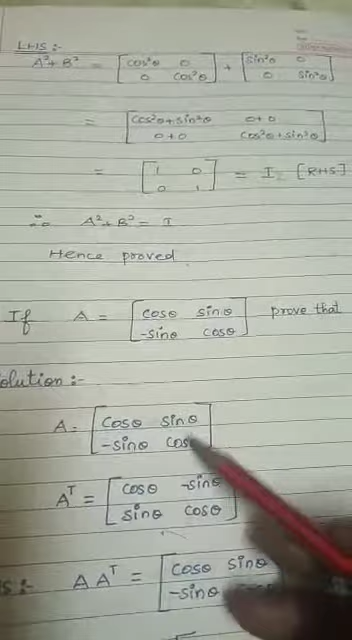 LHS :-
A² + B² = [cos²θ 0
0 cos²θ] + [sin²θ 0
0 sin²θ]
= [cos²θ+sin²θ 0+0
0+0 cos²θ+sin²θ]
= [1 0
0 1] = I [RHS]
∴ A² + B² = I
Hence proved
If A = [cosθ sinθ
-sinθ cosθ] prove that
olution :-
A = [cosθ sinθ
-sinθ cosθ]
Aᵀ = [cosθ -sinθ
sinθ cosθ]
S :- A Aᵀ = [cosθ sinθ
-sinθ